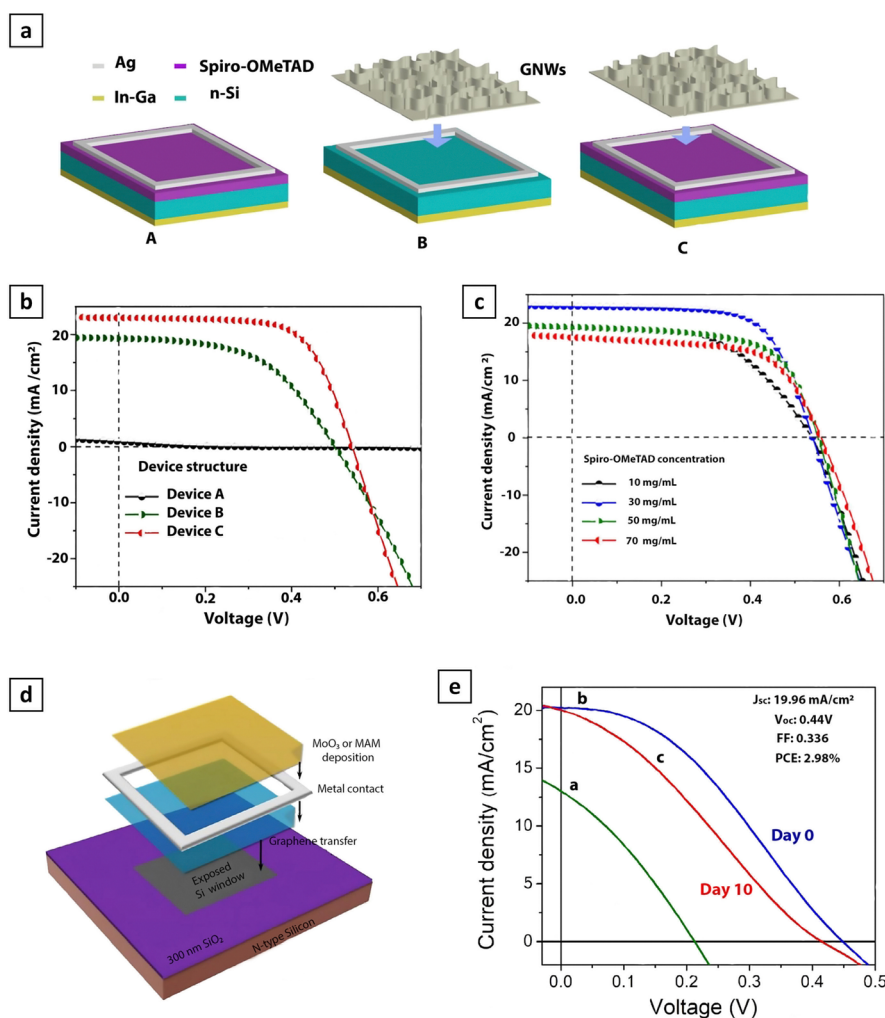 a
Ag
Spiro-OMeTAD
In-Ga
n-Si
GNWs
A
B
C
b
20
10
0
-10
-20
0.0
0.2
0.4
0.6
Current density (mA /cm²)
Voltage (V)
Device structure
Device A
Device B
Device C
c
20
10
0
-10
-20
0.0
0.2
0.4
0.6
Current density (mA/cm²)
Voltage (V)
Spiro-OMeTAD concentration
10 mg/mL
30 mg/mL
50 mg/mL
70 mg/mL
d
MoO₃ or MAM
deposition
Metal contact
Graphene transfer
Exposed
Si window
300 nm SiO₂
N-type Silicon
e
20
15
10
5
0
0.0
0.1
0.2
0.3
0.4
0.5
Current density (mA/cm²)
Voltage (V)
b
c
a
Day 0
Day 10
Jsc: 19.96 mA/cm²
Voc: 0.44V
FF: 0.336
PCE: 2.98%